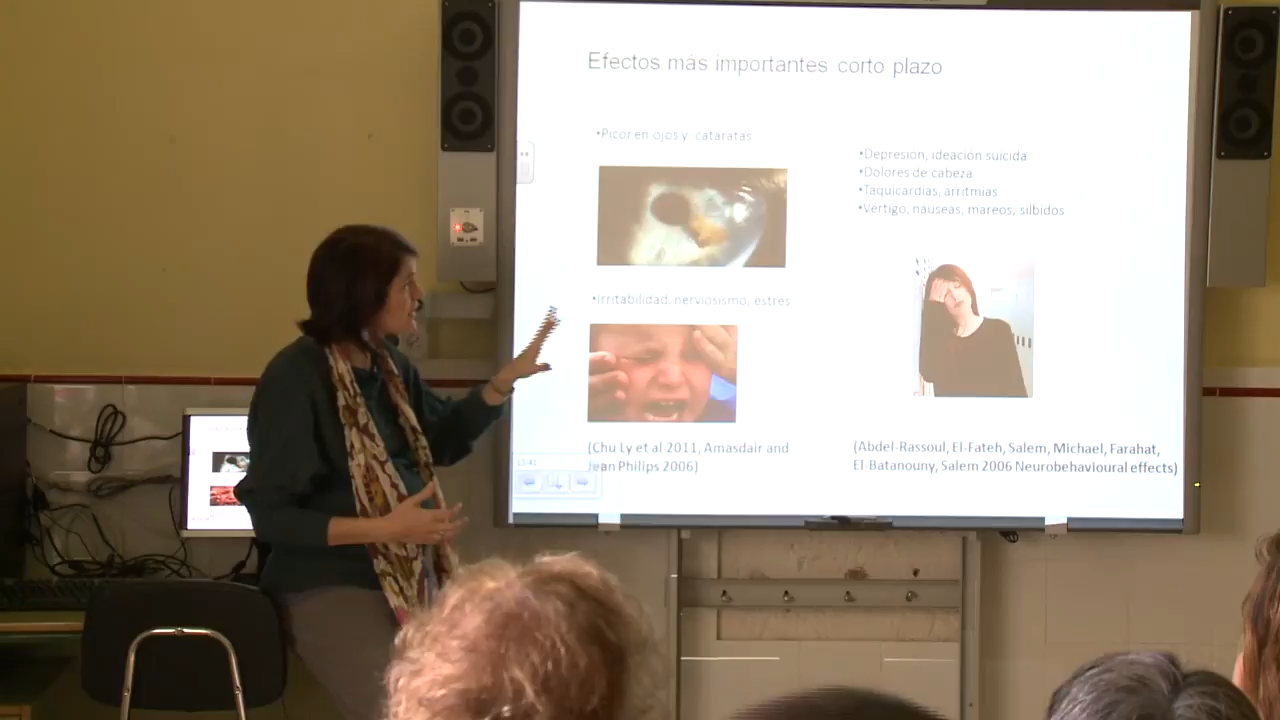 Efectos más importantes corto plazo
•Picor en ojos y cataratas
•Irritabilidad, nerviosismo, estres
(Chu Ly et al 2011, Amasdair and
Jean Philips 2006)
•Depresion, ideación suicida
•Dolores de cabeza
•Taquicardias, arritmias
•Vertigo, nauseas, mareos, silbidos
(Abdel-Rassoul, El-Fateh, Salem, Michael, Farahat,
El-Batanouny, Salem 2006 Neurobehavioural effects)